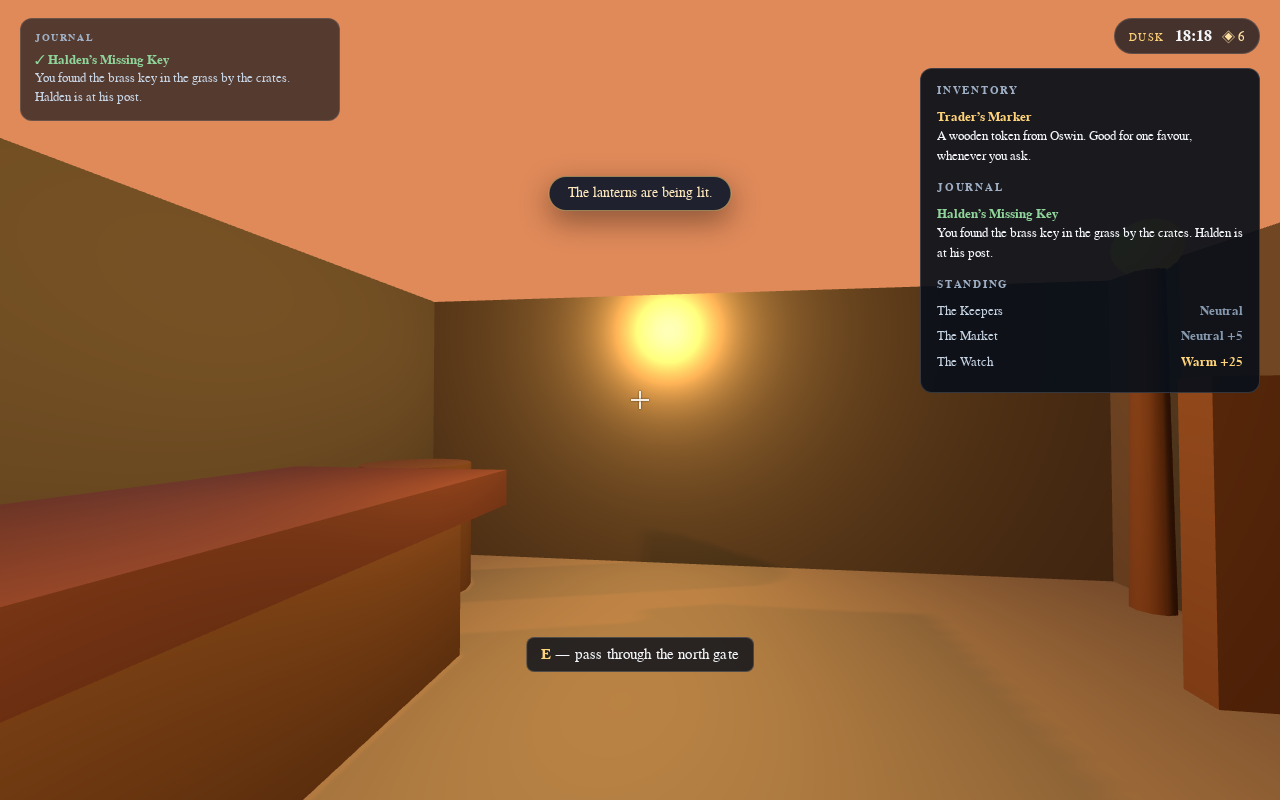 JOURNAL
✓ Halden's Missing Key
You found the brass key in the grass by the crates.
Halden is at his post.
DUSK 18:18 ◈ 6
INVENTORY
Trader's Marker
A wooden token from Oswin. Good for one favour,
whenever you ask.
JOURNAL
Halden's Missing Key
You found the brass key in the grass by the crates. Halden is
at his post.
STANDING
The Keepers Neutral
The Market Neutral +5
The Watch Warm +25
The lanterns are being lit.
E — pass through the north gate